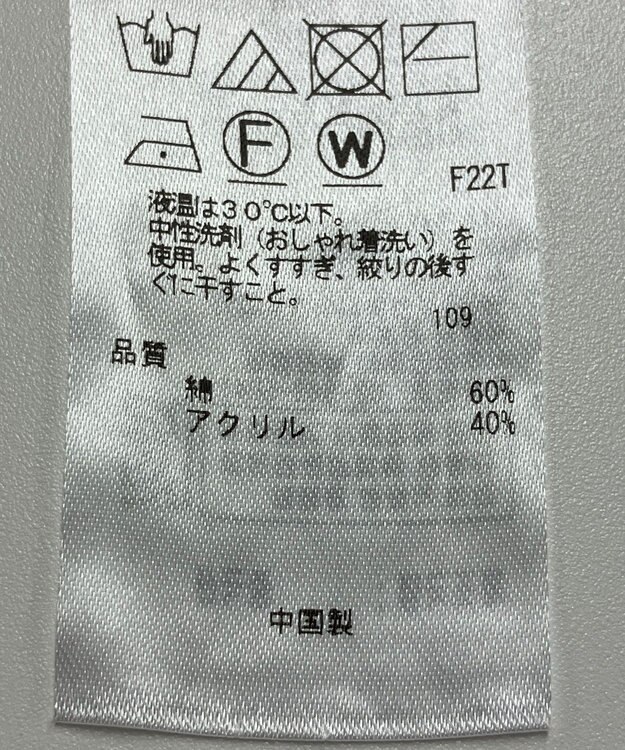 F
W
F22T
液温は30℃以下。
中性洗剤（おしゃれ着洗い）を
使用。よくすすぎ、絞りの後す
ぐに干すこと。
109
品質
綿 60%
アクリル 40%
中国製